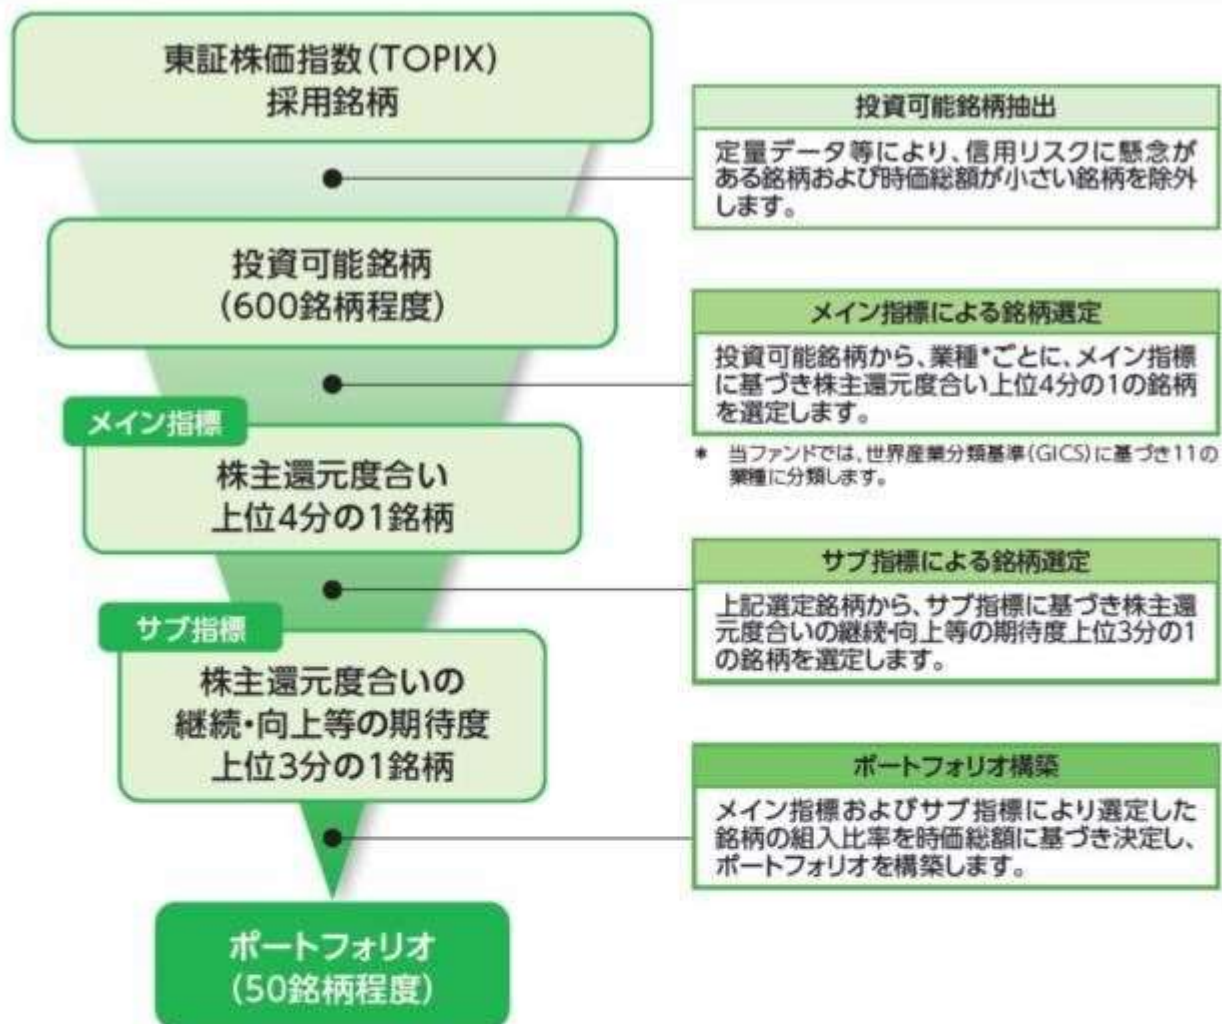 東証株価指数(TOPIX)
採用銘柄
投資可能銘柄抽出
定量データ等により、信用リスクに懸念が
ある銘柄および時価総額が小さい銘柄を除外
します。
投資可能銘柄
(600銘柄程度)
メイン指標による銘柄選定
投資可能銘柄から、業種*ごとに、メイン指標
に基づき株主還元度合い上位4分の1の銘柄
を選定します。
* 当ファンドでは、世界産業分類基準(GICS)に基づき11の
業種に分類します。
メイン指標
株主還元度合い
上位4分の1銘柄
サブ指標による銘柄選定
上記選定銘柄から、サブ指標に基づき株主還
元度合いの継続・向上等の期待度上位3分の1
の銘柄を選定します。
サブ指標
株主還元度合いの
継続・向上等の期待度
上位3分の1銘柄
ポートフォリオ構築
メイン指標およびサブ指標により選定した
銘柄の組入比率を時価総額に基づき決定し、
ポートフォリオを構築します。
ポートフォリオ
(50銘柄程度)